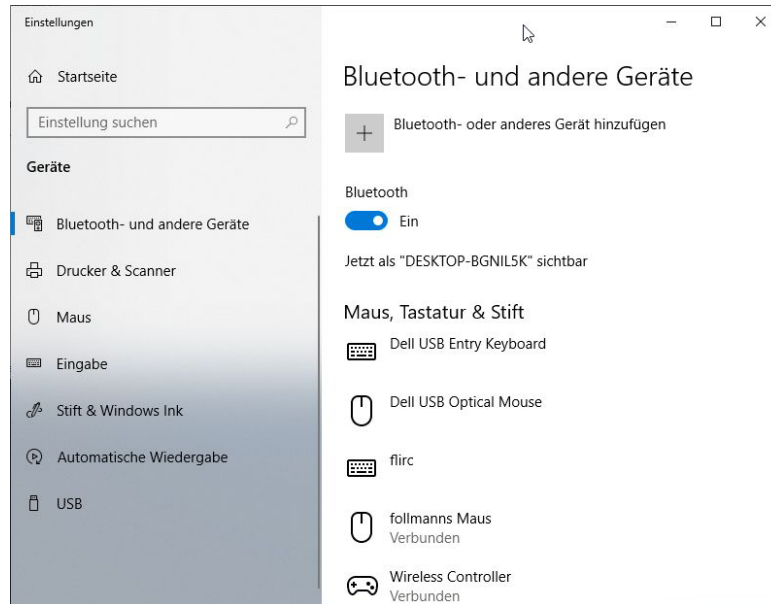 Einstellungen
Startseite
Einstellung suchen
Geräte
Bluetooth- und andere Geräte
Drucker & Scanner
Maus
Eingabe
Stift & Windows Ink
Automatische Wiedergabe
USB
Bluetooth- und andere Geräte
Bluetooth- oder anderes Gerät hinzufügen
Bluetooth
Ein
Jetzt als "DESKTOP-BGNIL5K" sichtbar
Maus, Tastatur & Stift
Dell USB Entry Keyboard
Dell USB Optical Mouse
flirc
follmanns Maus
Verbunden
Wireless Controller
Verbunden